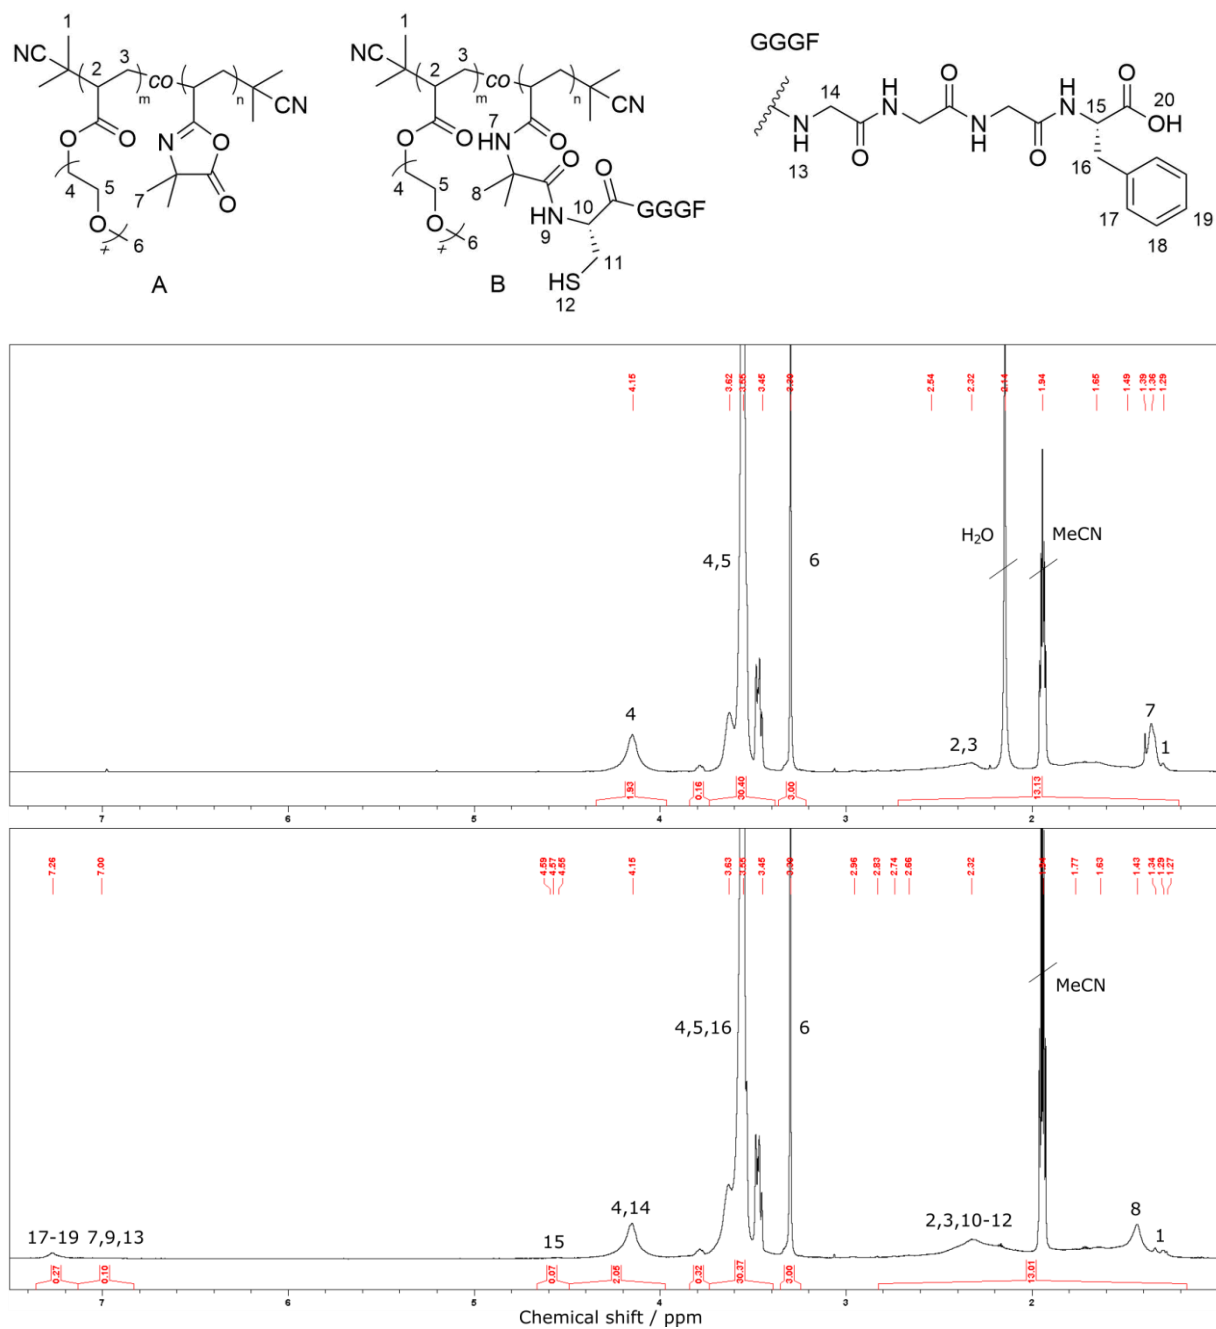 1
NC
2
3
m
co
n
CN
O
O
4
5
O
6
x
N
O
O
7
A
1
NC
2
3
m
co
n
CN
O
O
4
5
O
6
x
7
HN
O
8
O
HN
9
10
O
GGGF
11
HS
12
B
GGGF
N
H
13
14
O
H
N
O
N
H
O
H
N
15
O
20
OH
16
17
18
19
4.15
3.62
3.55
3.45
3.30
2.54
2.32
2.14
1.94
1.65
1.49
1.39
1.36
1.29
4
4,5
6
H₂O
MeCN
2,3
7
1
1.93
0.16
30.40
3.00
13.13
7
6
5
4
3
2
7.26
7.00
4.59
4.57
4.55
4.15
3.63
3.55
3.45
3.30
2.96
2.83
2.74
2.66
2.32
1.94
1.77
1.63
1.43
1.34
1.29
1.27
4,5,16
6
MeCN
17-19
7,9,13
15
4,14
2,3,10-12
8
1
0.27
0.10
0.07
2.05
0.32
30.37
3.00
13.01
7
6
5
4
3
2
Chemical shift / ppm